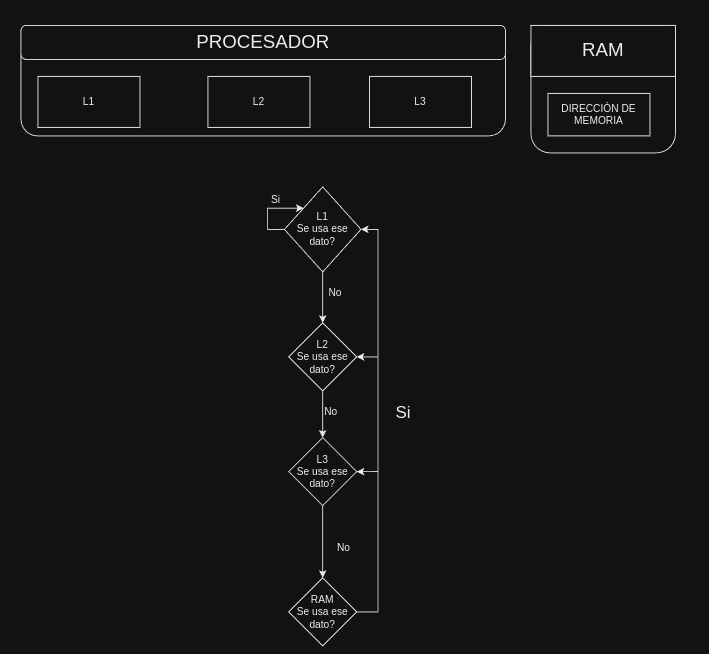 PROCESADOR
RAM
L1
L2
L3
DIRECCIÓN DE
MEMORIA
Si
L1
Se usa ese
dato?
No
L2
Se usa ese
dato?
No
Si
L3
Se usa ese
dato?
No
RAM
Se usa ese
dato?